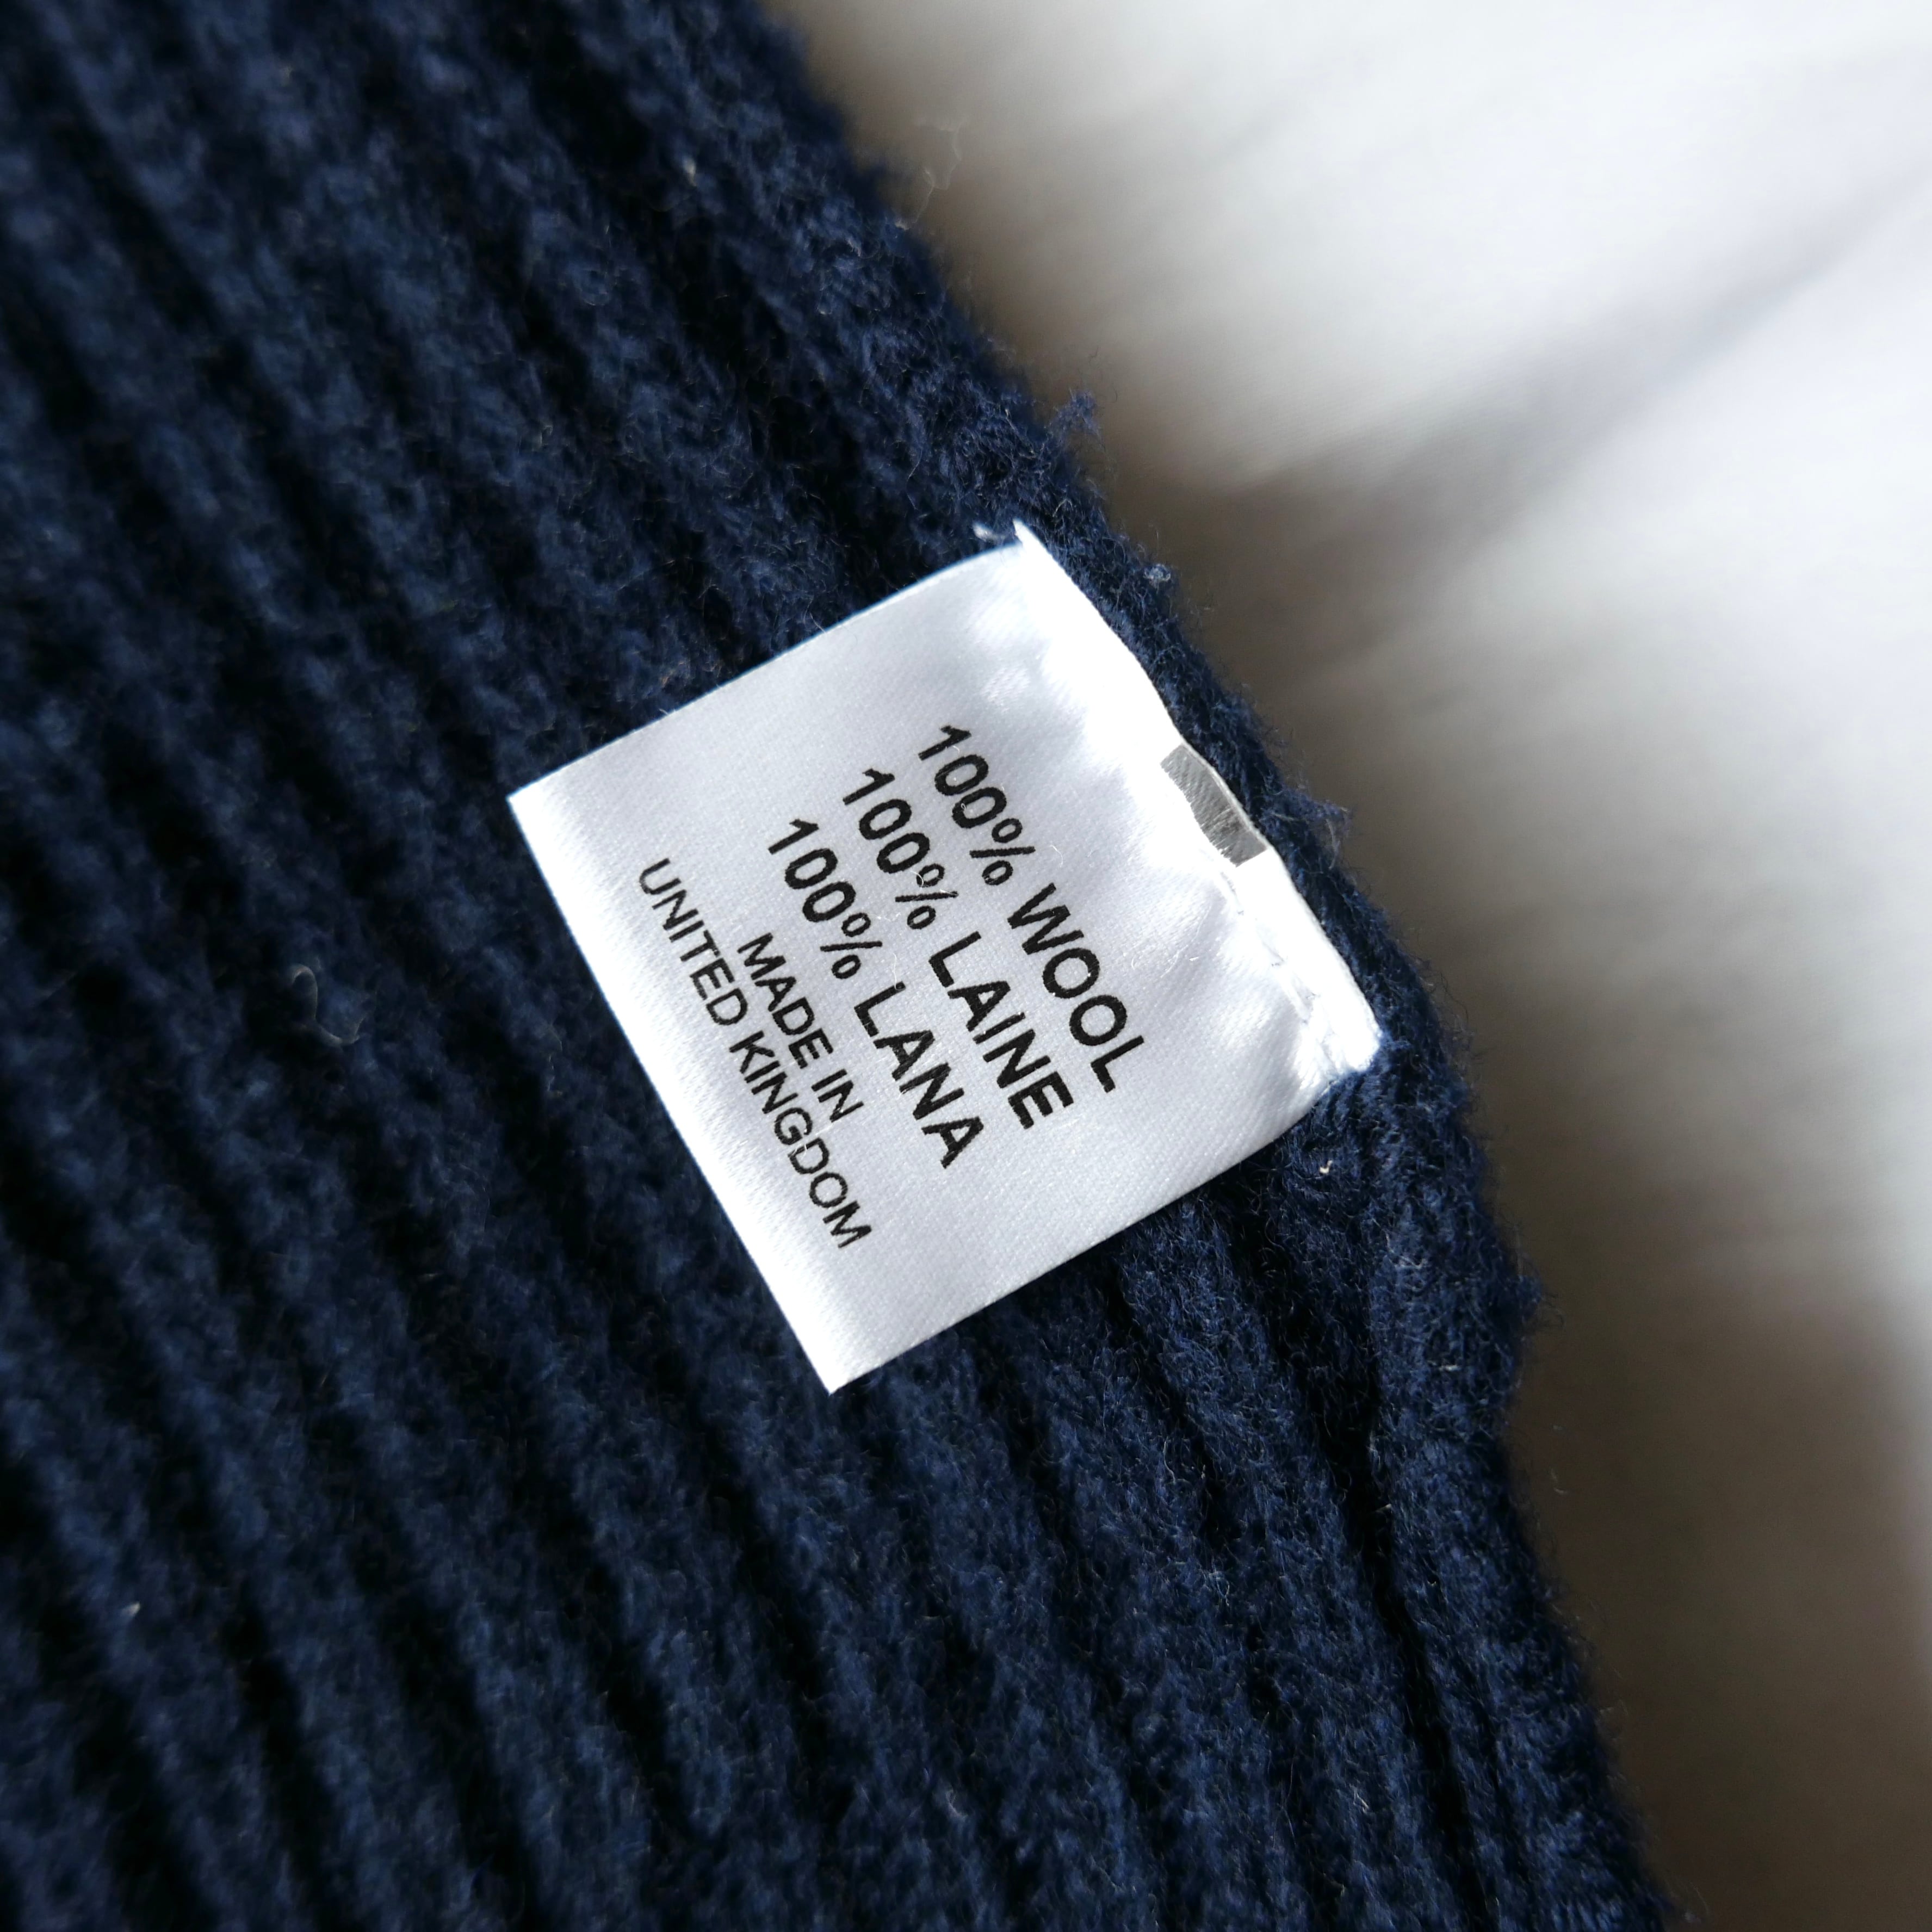 100% WOOL
100% LAINE
100% LANA
MADE IN
UNITED KINGDOM